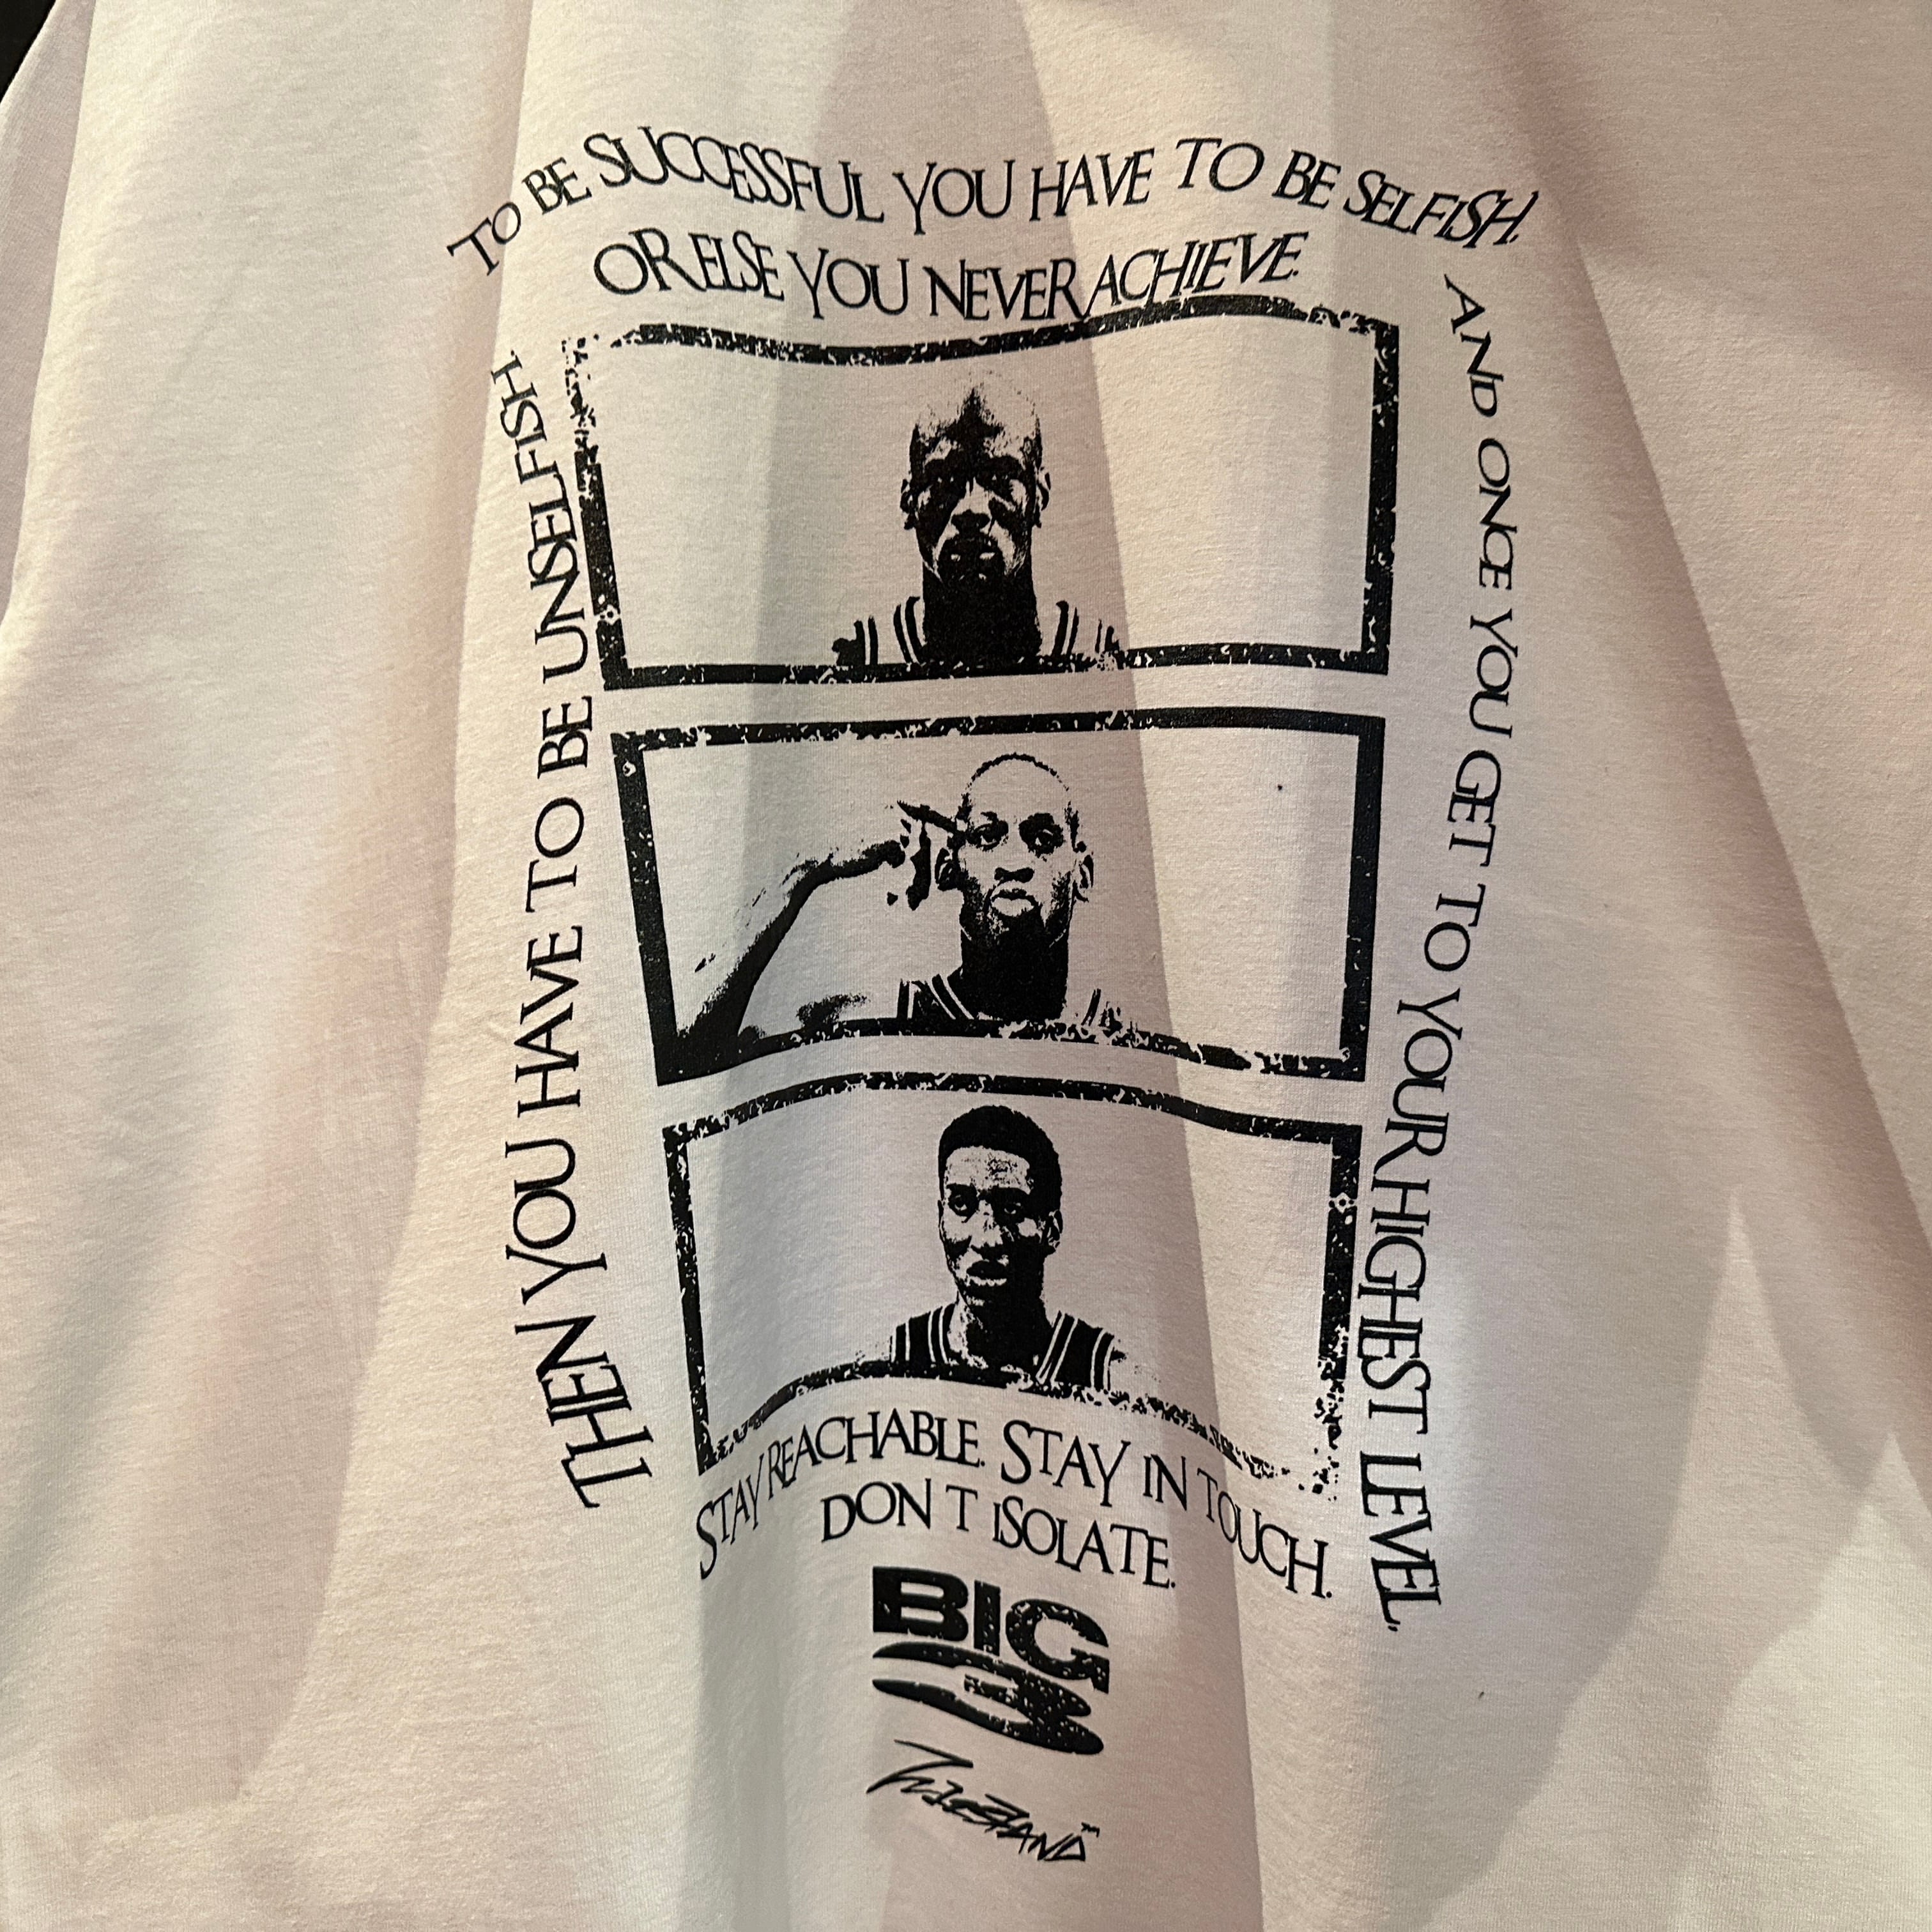 TO BE SUCCESSFUL YOU HAVE TO BE SELFISH.
OR ELSE YOU NEVER ACHIEVE.
AND ONCE YOU GET TO YOUR HIGHEST LEVEL,
THEN YOU HAVE TO BE UNSELFISH.
STAY REACHABLE. STAY IN TOUCH.
DON T ISOLATE.
BIG
3